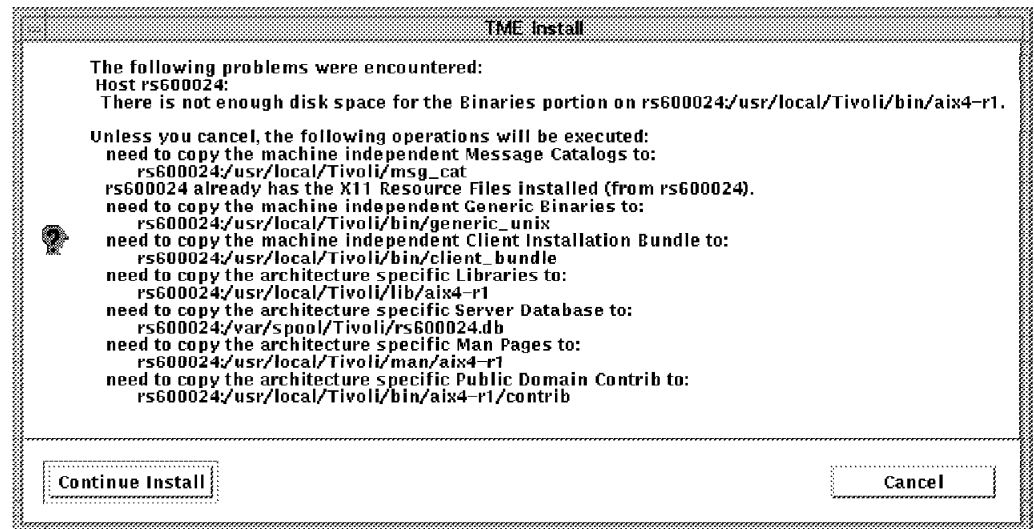 TME Install
The following problems were encountered:
Host rs600024:
There is not enough disk space for the Binaries portion on rs600024:/usr/local/Tivoli/bin/aix4-r1.
Unless you cancel, the following operations will be executed:
need to copy the machine independent Message Catalogs to:
rs600024:/usr/local/Tivoli/msg_cat
rs600024 already has the X11 Resource Files installed (from rs600024).
need to copy the machine independent Generic Binaries to:
rs600024:/usr/local/Tivoli/bin/generic_unix
need to copy the machine independent Client Installation Bundle to:
rs600024:/usr/local/Tivoli/bin/client_bundle
need to copy the architecture specific Libraries to:
rs600024:/usr/local/Tivoli/lib/aix4-r1
need to copy the architecture specific Server Database to:
rs600024:/var/spool/Tivoli/rs600024.db
need to copy the architecture specific Man Pages to:
rs600024:/usr/local/Tivoli/man/aix4-r1
need to copy the architecture specific Public Domain Contrib to:
rs600024:/usr/local/Tivoli/bin/aix4-r1/contrib
Continue Install
Cancel